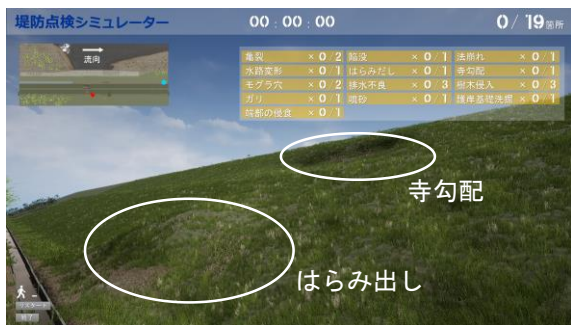 堤防点検シミュレーター 00:00:00 0/19箇所
流向
亀裂 × 0/2 陥没 × 0/1 法崩れ × 0/1
水路変形 × 0/1 はらみだし × 0/1 寺勾配 × 0/1
モグラ穴 × 0/2 排水不良 × 0/3 樹木侵入 × 0/3
ガリ × 0/1 噴砂 × 0/1 護岸基礎洗掘 × 0/1
端部の侵食 × 0/1
寺勾配
はらみ出し
終了